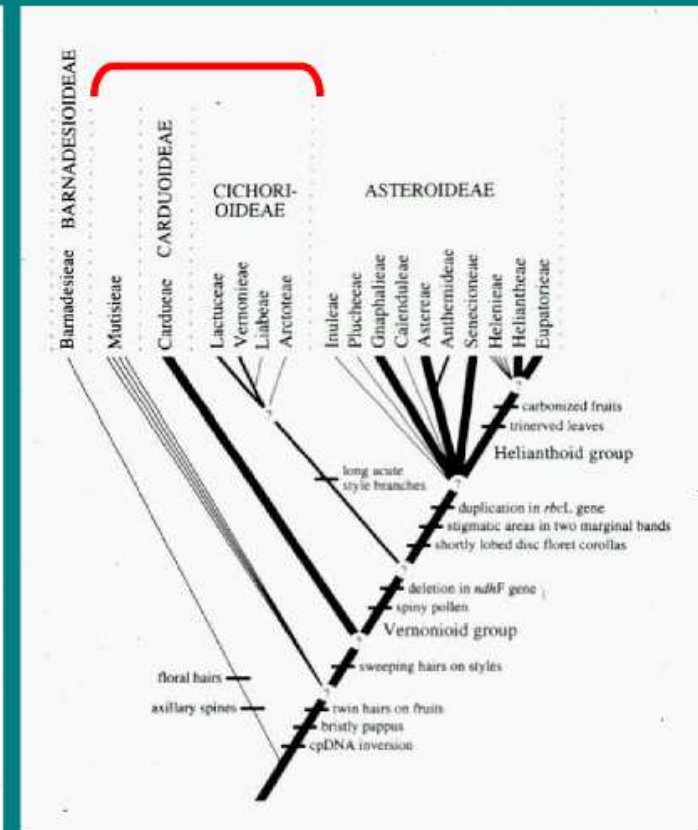 BARNADESIOIDEAE
CARDUOIDEAE
CICHORI-
OIDEAE
ASTEROIDEAE
Barnadesieae
Mutisieae
Cardueae
Lactuceae
Vernonieae
Liabeae
Arctoteae
Inuleae
Plucheeae
Gnaphalieae
Calenduleae
Astereae
Anthemideae
Senecioneae
Helenieae
Heliantheae
Eupatorieae
?
?
carbonized fruits
trinerved leaves
Helianthoid group
long acute
style branches
?
duplication in rbcL gene
stigmatic areas in two marginal bands
shortly lobed disc floret corollas
?
deletion in ndhF gene
spiny pollen
Vernonioid group
?
sweeping hairs on styles
floral hairs
?
axillary spines
twin hairs on fruits
bristly pappus
cpDNA inversion